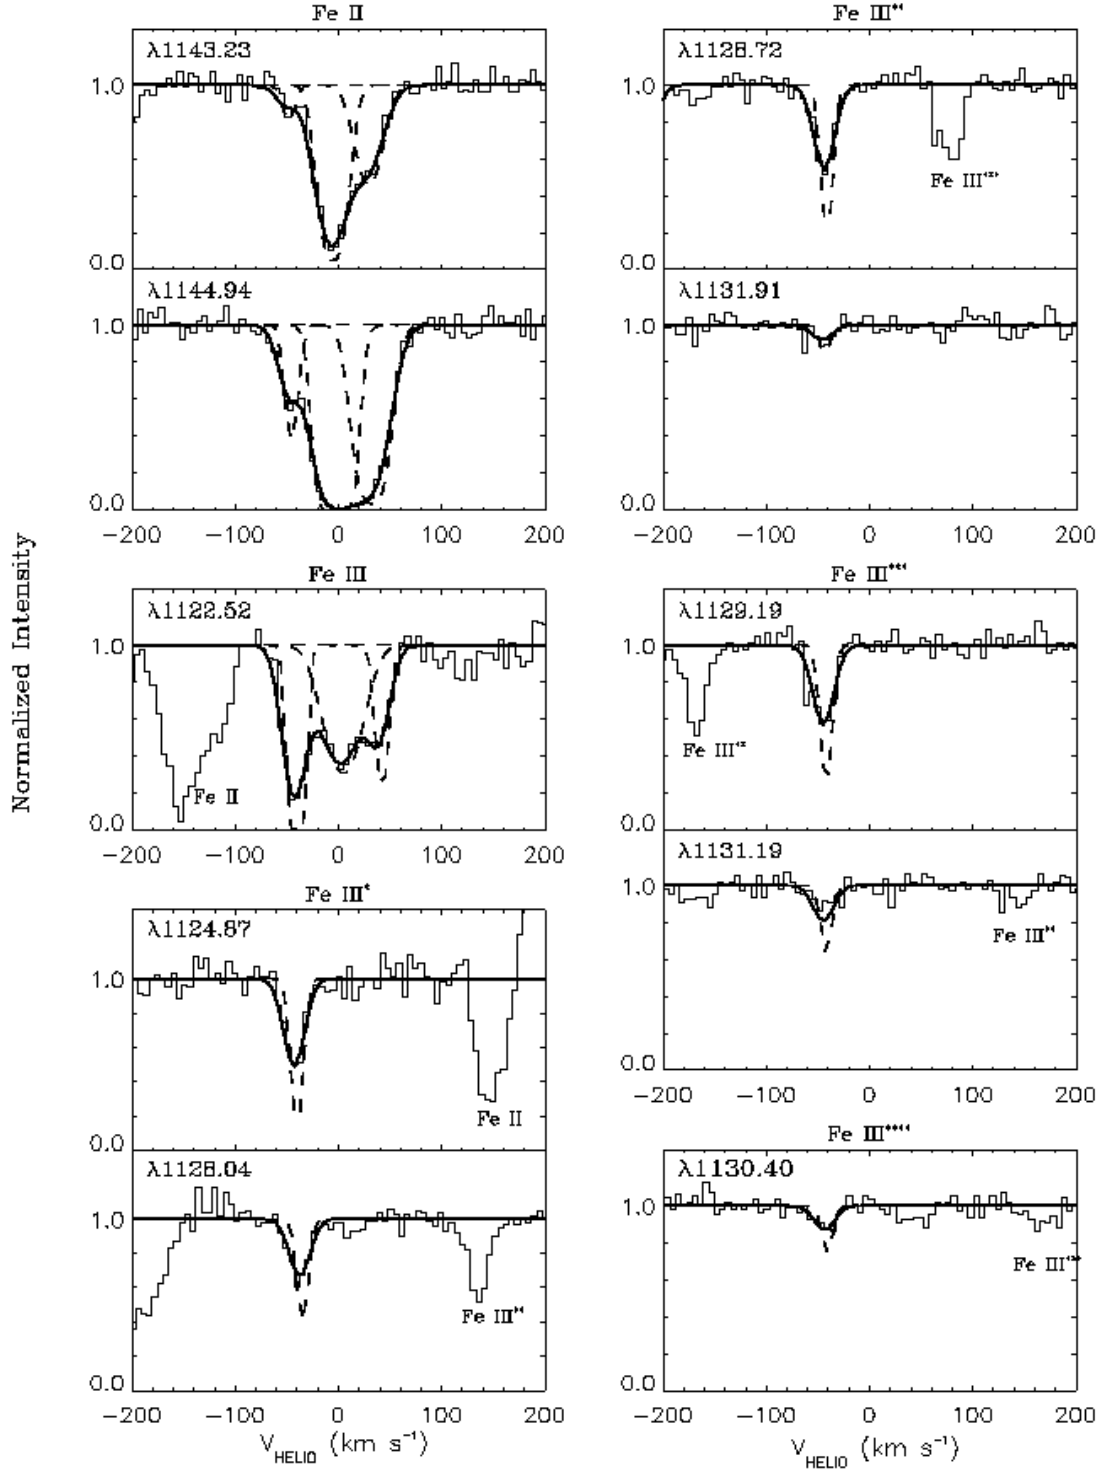 Fe II
λ1143.23
1.0
0.0
λ1144.94
1.0
0.0
−200 −100 0 100 200
Fe III
λ1122.52
1.0
Fe II
0.0
−200 −100 0 100 200
Fe III*
λ1124.87
1.0
Fe II
0.0
λ1128.04
1.0
Fe III**
0.0
−200 −100 0 100 200
V_HELIO (km s⁻¹)
Normalized Intensity
Fe III**
λ1128.72
1.0
Fe III***
0.0
λ1131.91
1.0
0.0
−200 −100 0 100 200
Fe III***
λ1129.19
1.0
Fe III**
0.0
λ1131.19
1.0
Fe III**
0.0
−200 −100 0 100 200
Fe III****
λ1130.40
1.0
Fe III***
0.0
−200 −100 0 100 200
V_HELIO (km s⁻¹)